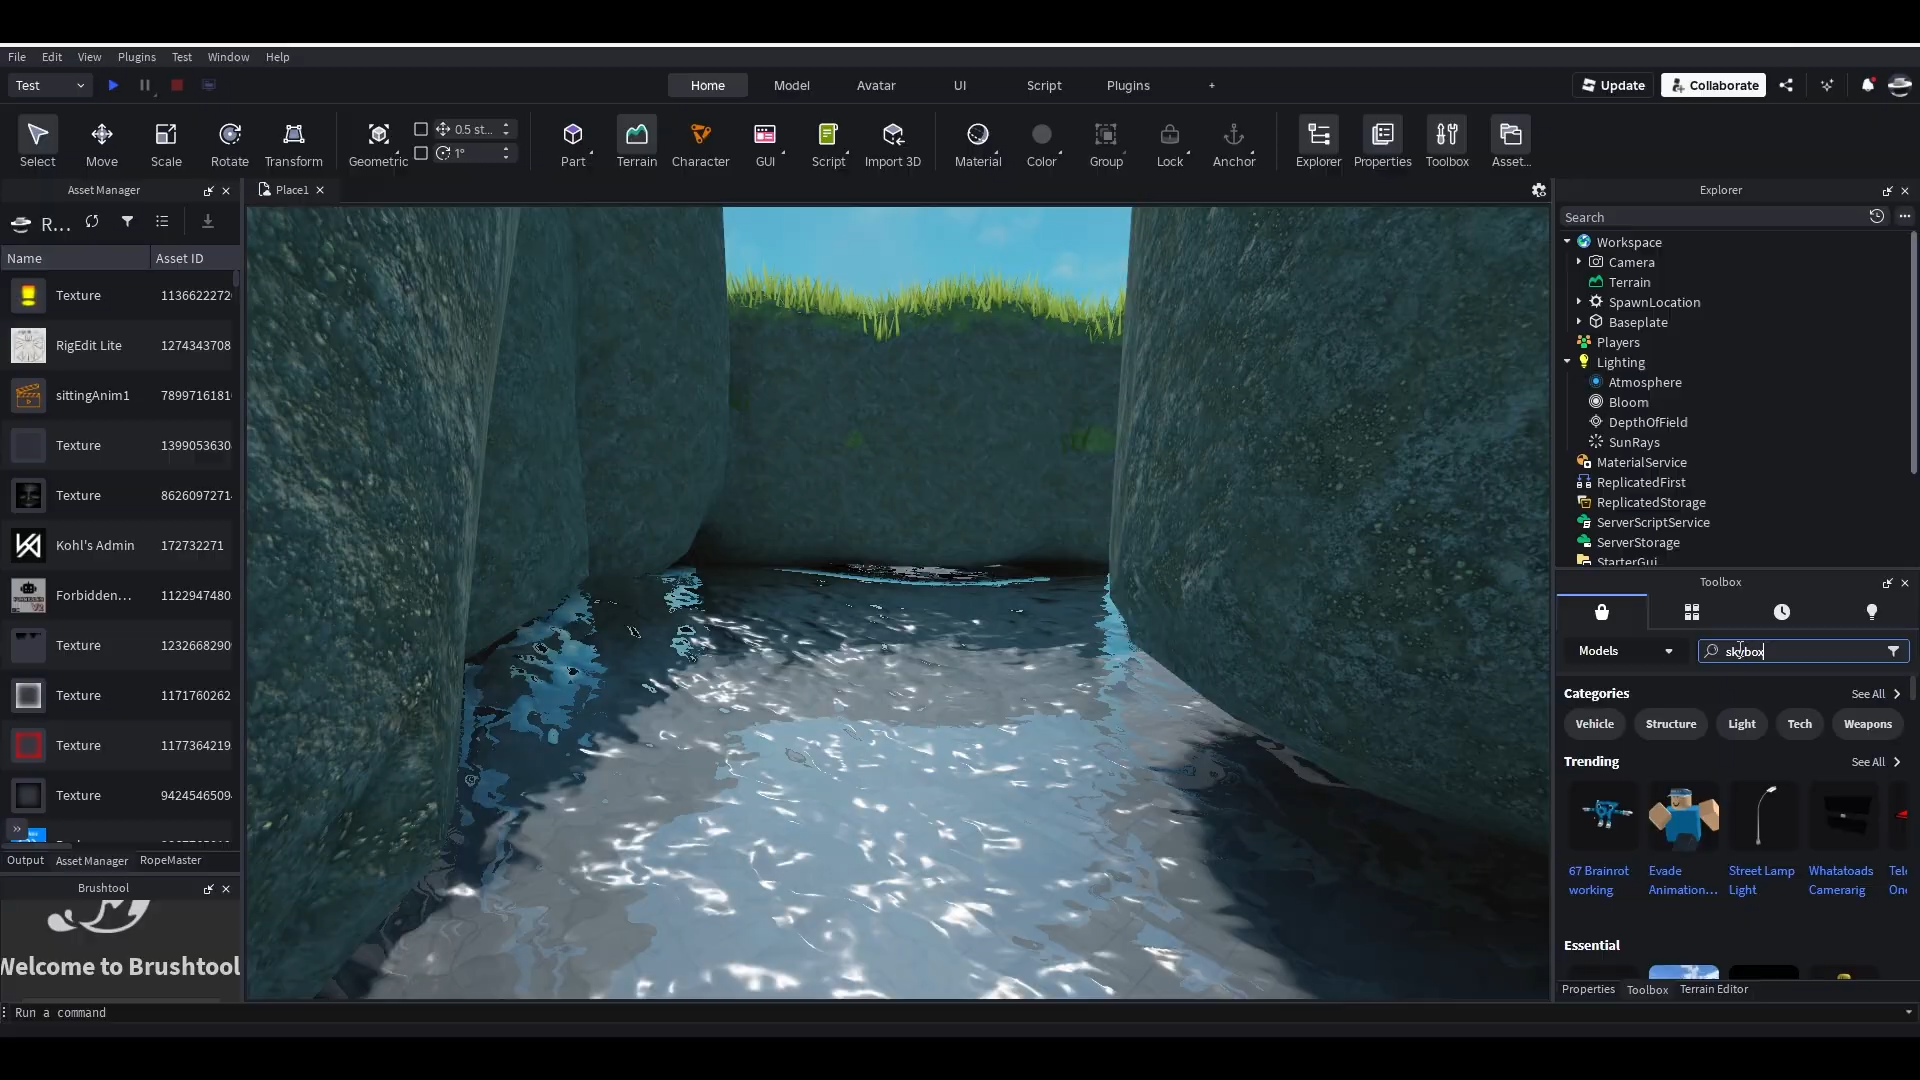 File Edit View Plugins Test Window Help
Test Home Model Avatar UI Script Plugins + Update Collaborate
0.5 st...
1°
Select Move Scale Rotate Transform Geometric Part Terrain Character GUI Script Import 3D Material Color Group Lock Anchor Explorer Properties Toolbox Asset...
Asset Manager
R...
Name Asset ID
Texture 1136622272
RigEdit Lite 1274343708
sittingAnim1 7899716181
Texture 1399053630
Texture 8626097271
Kohl's Admin 172732271
Forbidden... 1122947480
Texture 1232668290
Texture 1171760262
Texture 1177364219
Texture 9424546509
Output Asset Manager RopeMaster
Brushtool
Welcome to Brushtool
Place1
Explorer
Search
Workspace
Camera
Terrain
SpawnLocation
Baseplate
Players
Lighting
Atmosphere
Bloom
DepthOfField
SunRays
MaterialService
ReplicatedFirst
ReplicatedStorage
ServerScriptService
ServerStorage
StarterGui
Toolbox
Models skybox
Categories See All
Vehicle Structure Light Tech Weapons
Trending See All
67 Brainrot working
Evade Animation...
Street Lamp Light
Whatatoads Camerarig
Essential
Properties Toolbox Terrain Editor
Run a command